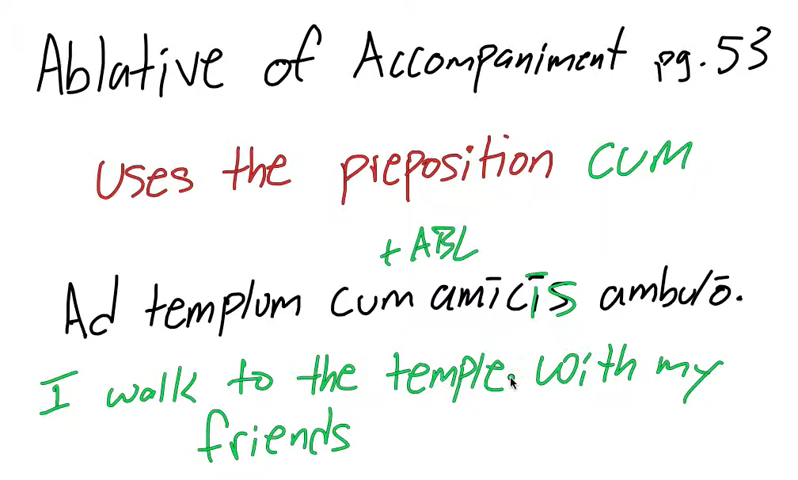 Ablative of Accompaniment pg. 53
uses the preposition cum
+ ABL
Ad templum cum amīcīs ambulō.
I walk to the temple. with my
friends